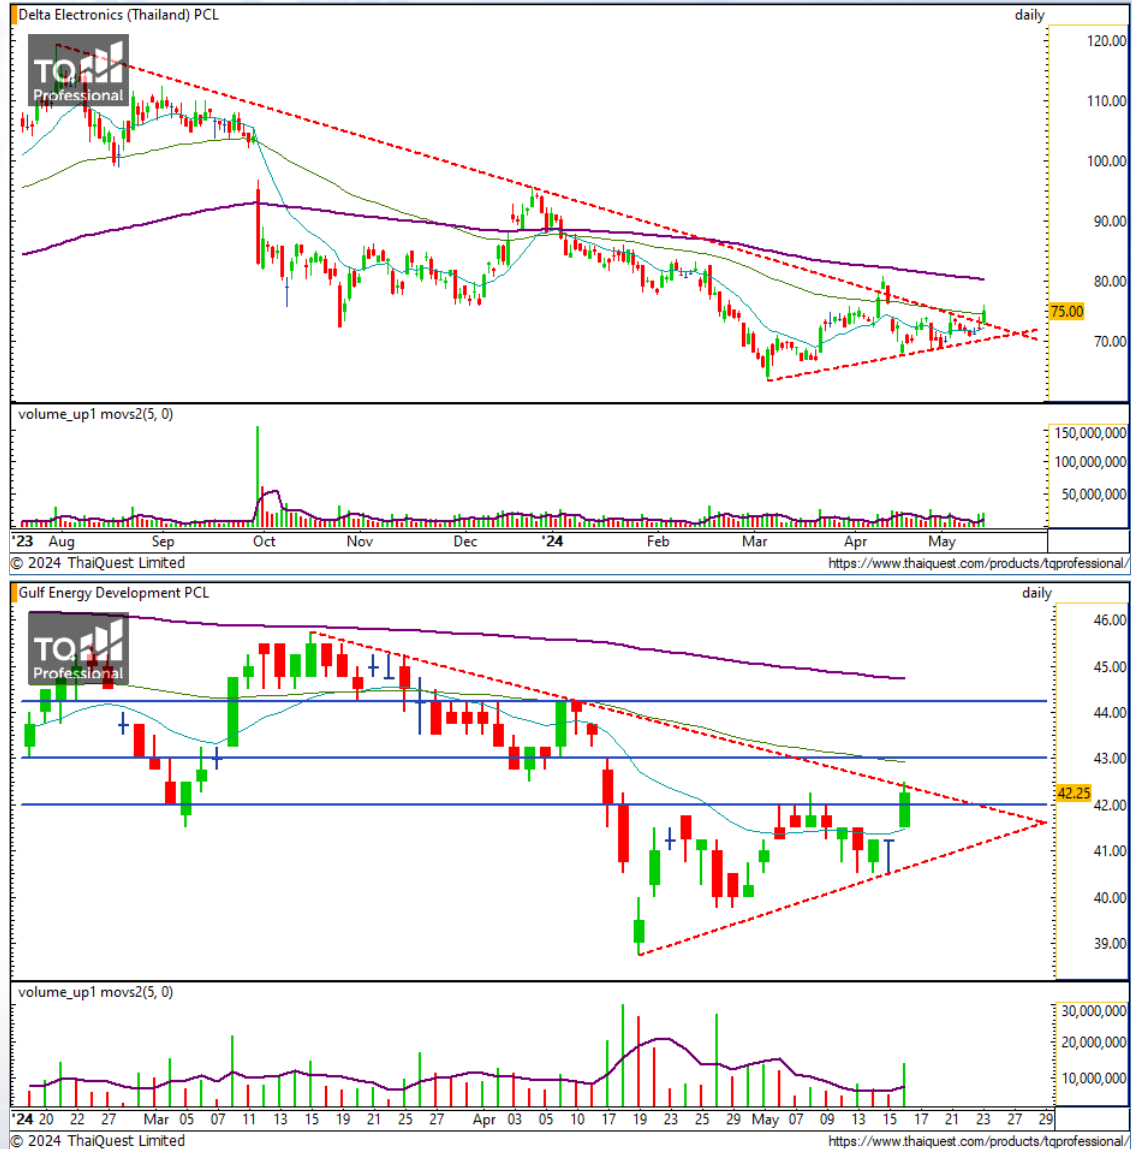 Delta Electronics (Thailand) PCL
daily
TQ
Professional
120.00
110.00
100.00
90.00
80.00
75.00
70.00
volume_up1 movs2(5, 0)
150,000,000
100,000,000
50,000,000
'23 Aug Sep Oct Nov Dec '24 Feb Mar Apr May
© 2024 ThaiQuest Limited
https://www.thaiquest.com/products/tqprofessional/
Gulf Energy Development PCL
daily
TQ
Professional
46.00
45.00
44.00
43.00
42.25
42.00
41.00
40.00
39.00
volume_up1 movs2(5, 0)
30,000,000
20,000,000
10,000,000
'24 20 22 27 Mar 05 07 11 13 15 19 21 25 27 Apr 03 05 10 17 19 23 25 29 May 07 09 13 15 17 21 23 27 29
© 2024 ThaiQuest Limited
https://www.thaiquest.com/products/tqprofessional/